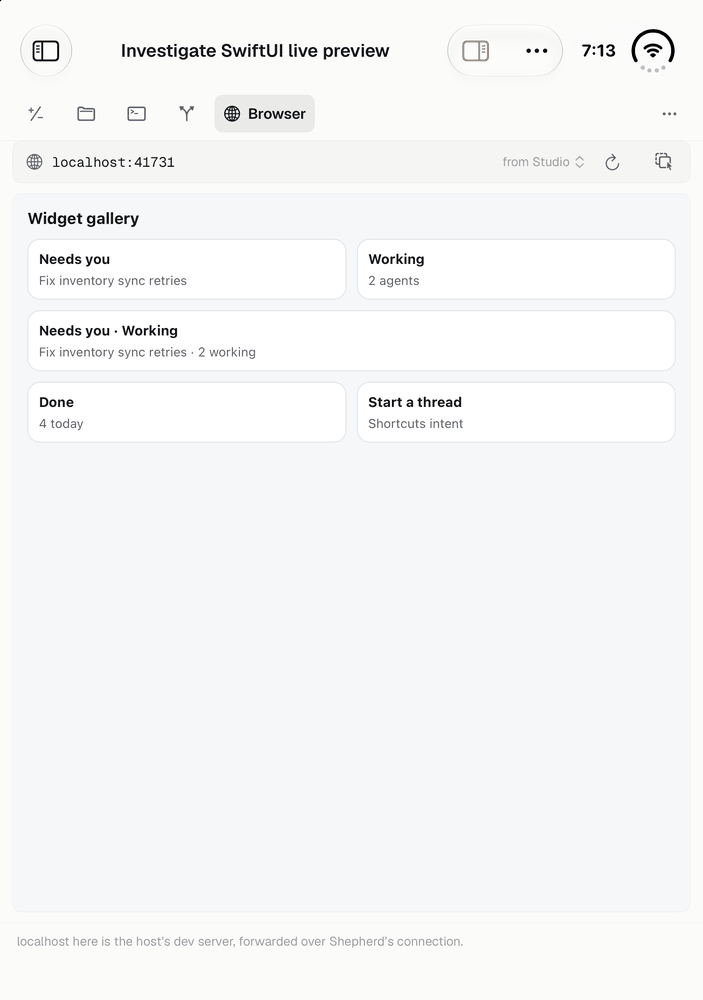 Investigate SwiftUI live preview
7:13
Browser
localhost:41731
from Studio
Widget gallery
Needs you
Fix inventory sync retries
Working
2 agents
Needs you · Working
Fix inventory sync retries · 2 working
Done
4 today
Start a thread
Shortcuts intent
localhost here is the host's dev server, forwarded over Shepherd's connection.